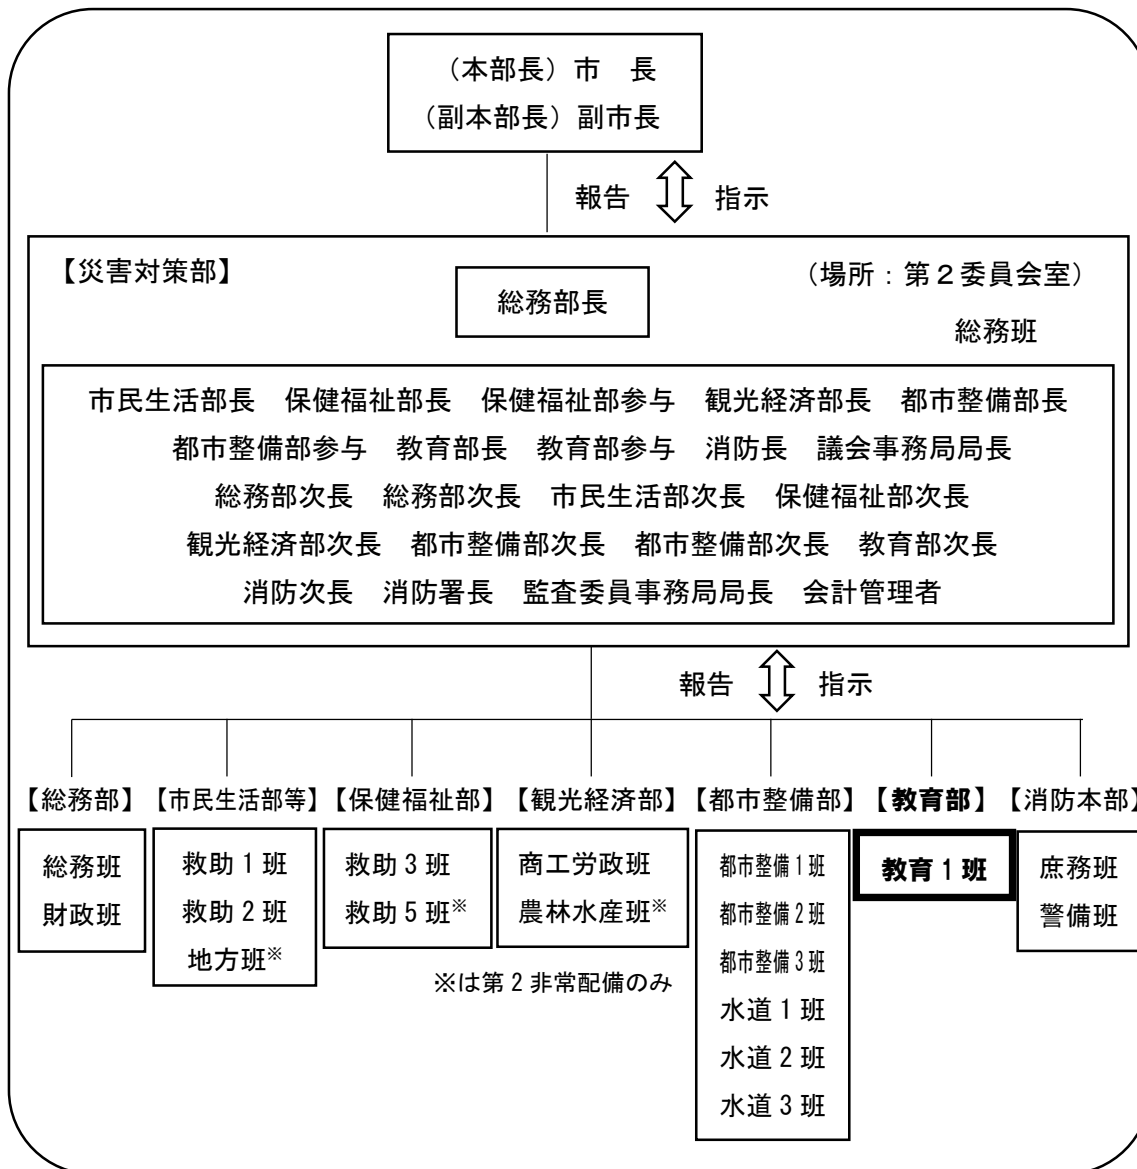 （本部長）市　長
（副本部長）副市長
報告　指示
【災害対策部】
（場所：第２委員会室）
総務部長
総務班
市民生活部長　保健福祉部長　保健福祉部参与　観光経済部長　都市整備部長
都市整備部参与　教育部長　教育部参与　消防長　議会事務局局長
総務部次長　総務部次長　市民生活部次長　保健福祉部次長
観光経済部次長　都市整備部次長　都市整備部次長　教育部次長
消防次長　消防署長　監査委員事務局局長　会計管理者
報告　指示
【総務部】
総務班
財政班
【市民生活部等】
救助1班
救助2班
地方班※
【保健福祉部】
救助3班
救助5班※
【観光経済部】
商工労政班
農林水産班※
※は第2非常配備のみ
【都市整備部】
都市整備1班
都市整備2班
都市整備3班
水道1班
水道2班
水道3班
【教育部】
教育1班
【消防本部】
庶務班
警備班